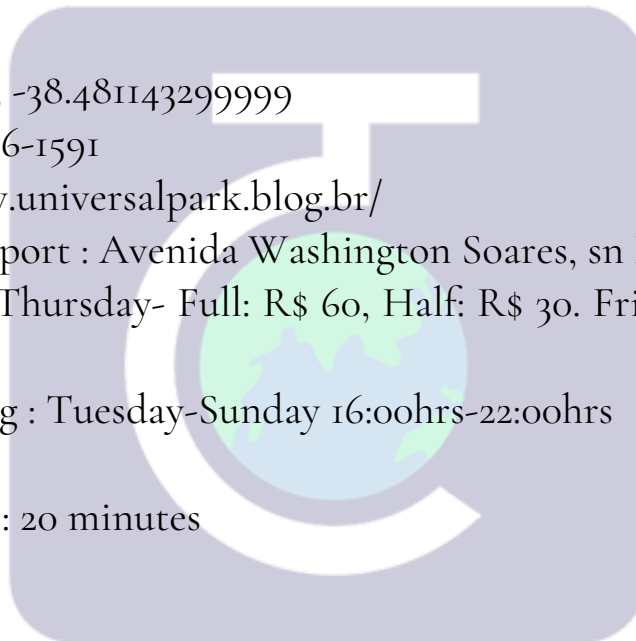 -38.481143299999
6-1591
.universalpark.blog.br/
port : Avenida Washington Soares, sn
Thursday- Full: R$ 60, Half: R$ 30. Fri
g : Tuesday-Sunday 16:00hrs-22:00hrs
: 20 minutes